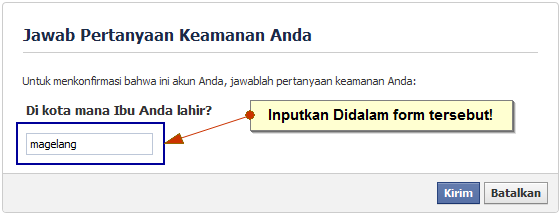 Jawab Pertanyaan Keamanan Anda
Untuk menkonfirmasi bahwa ini akun Anda, jawablah pertanyaan keamanan Anda:
Di kota mana Ibu Anda lahir?
Inputkan Didalam form tersebut!
magelang
Kirim
Batalkan